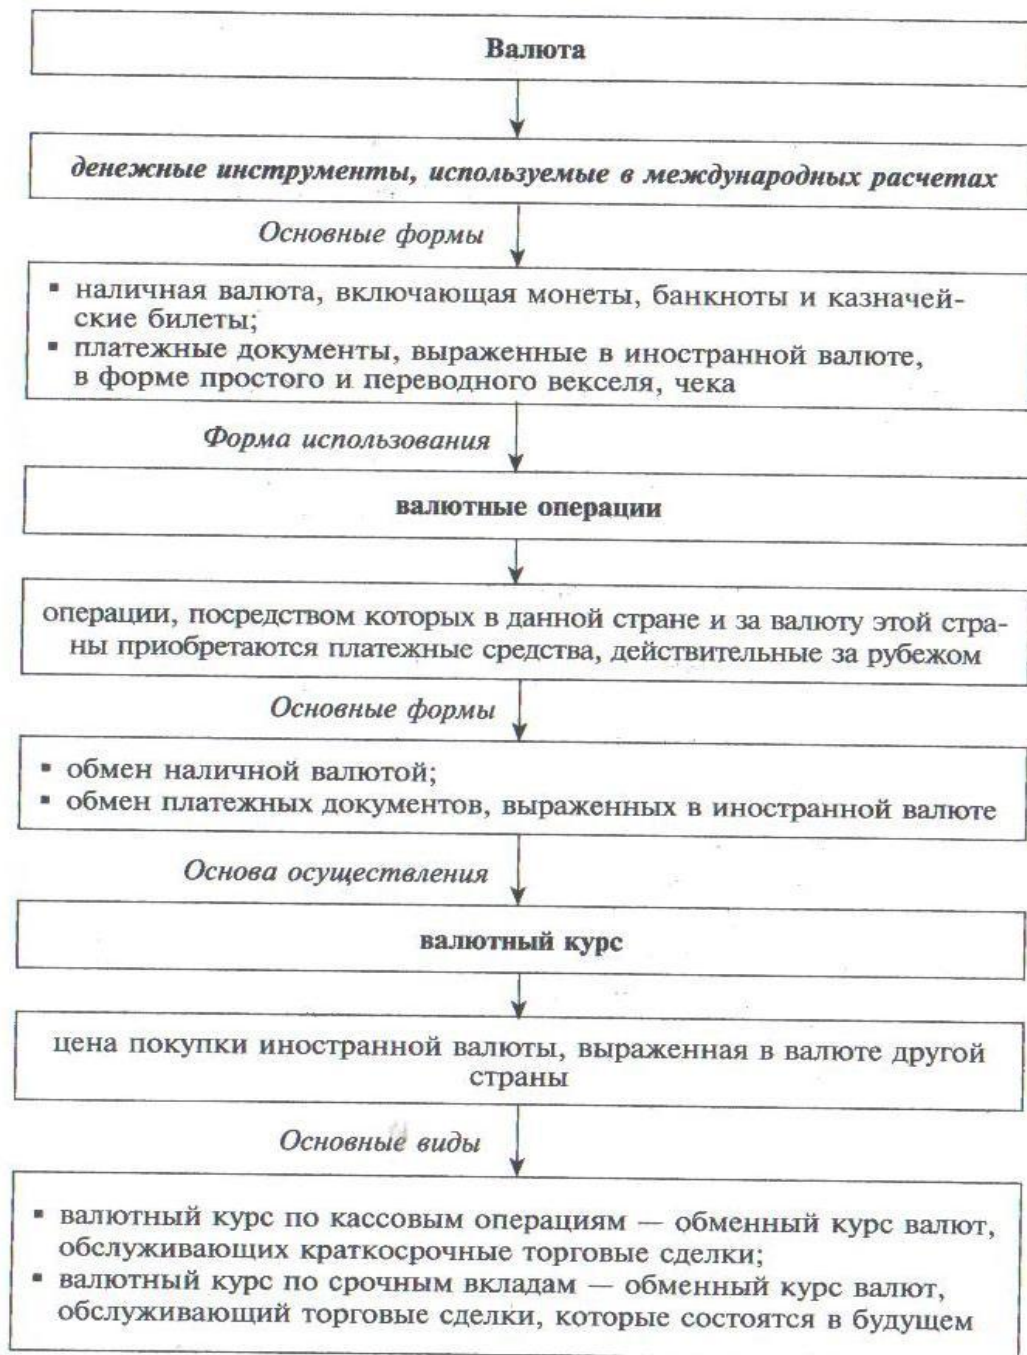 Валюта
денежные инструменты, используемые в международных расчетах
Основные формы
▪ наличная валюта, включающая монеты, банкноты и казначей-
ские билеты;
▪ платежные документы, выраженные в иностранной валюте,
в форме простого и переводного векселя, чека
Форма использования
валютные операции
операции, посредством которых в данной стране и за валюту этой стра-
ны приобретаются платежные средства, действительные за рубежом
Основные формы
▪ обмен наличной валютой;
▪ обмен платежных документов, выраженных в иностранной валюте
Основа осуществления
валютный курс
цена покупки иностранной валюты, выраженная в валюте другой
страны
Основные виды
▪ валютный курс по кассовым операциям — обменный курс валют,
обслуживающих краткосрочные торговые сделки;
▪ валютный курс по срочным вкладам — обменный курс валют,
обслуживающий торговые сделки, которые состоятся в будущем